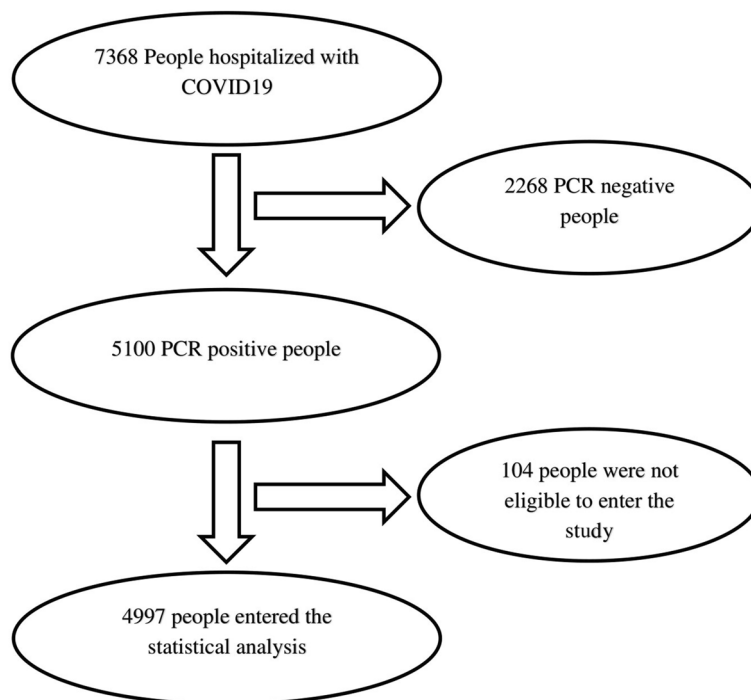 7368 People hospitalized with
COVID19
2268 PCR negative
people
5100 PCR positive people
104 people were not
eligible to enter the
study
4997 people entered the
statistical analysis